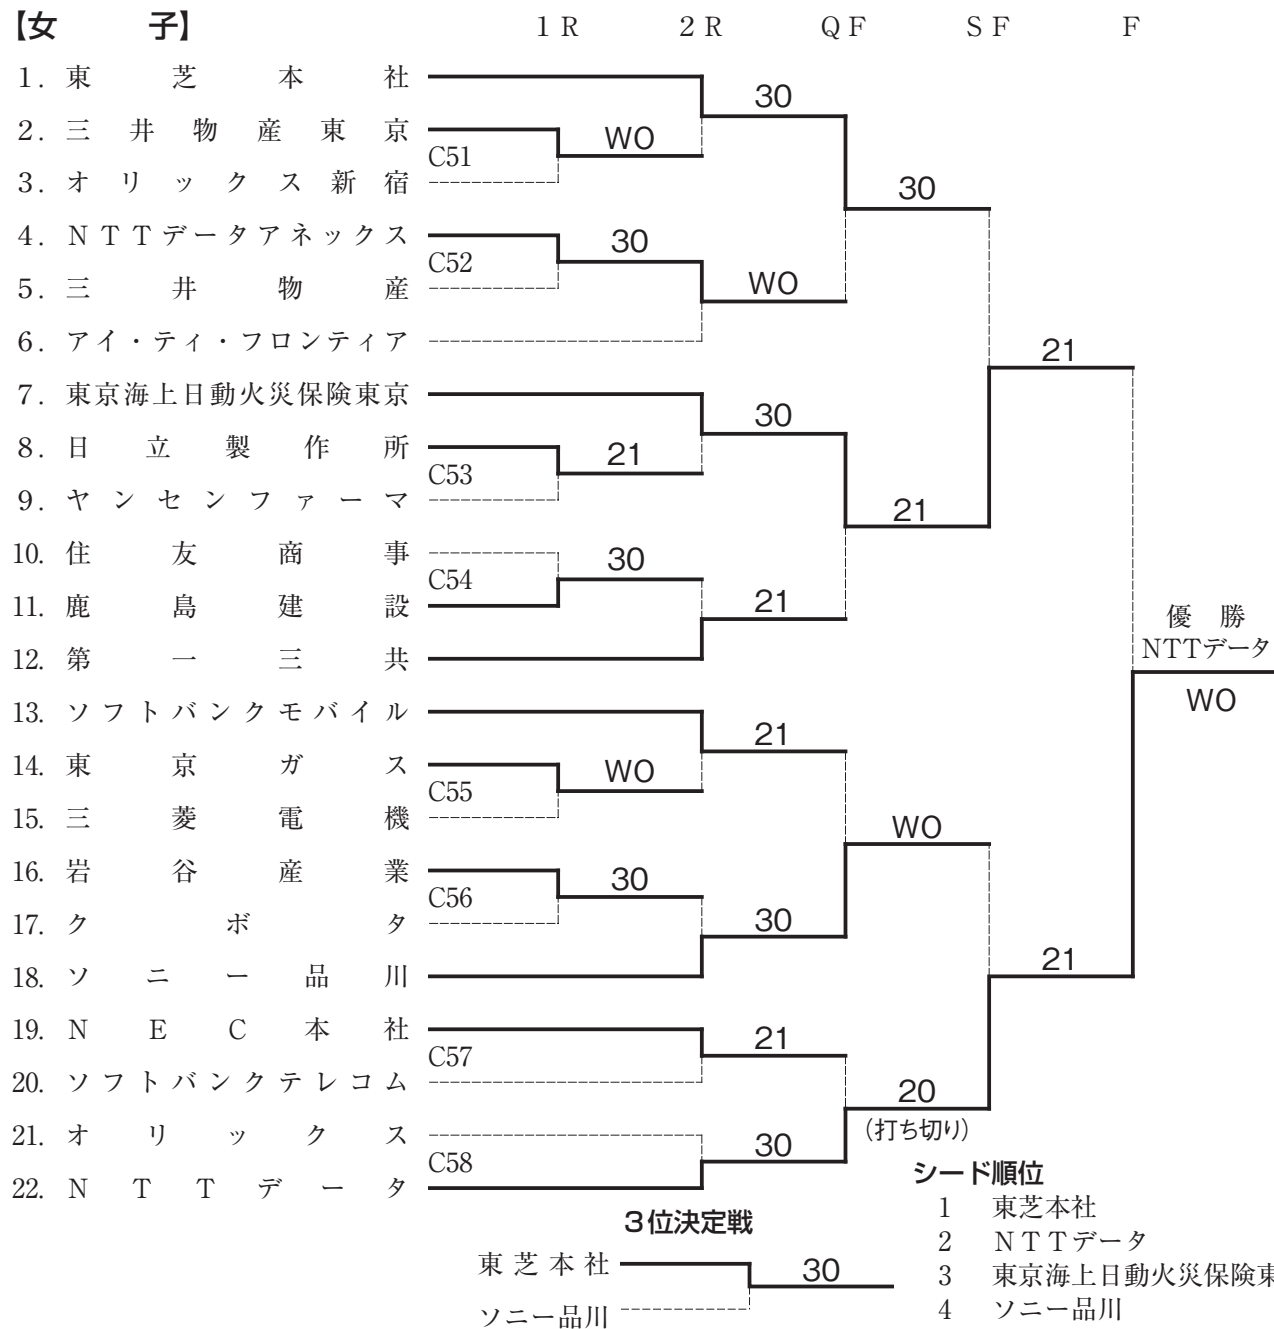 【女子】 1R 2R QF SF F
1. 東芝本社
30
2. 三井物産東京
C51 WO
3. オリックス新宿
30
4. NTTデータアネックス
C52 30
5. 三井物産
WO
6. アイ・ティ・フロンティア
21
7. 東京海上日動火災保険東京
30
8. 日立製作所
C53 21
9. ヤンセンファーマ
21
10. 住友商事
C54 30
11. 鹿島建設
21
優勝
12. 第一三共
NTTデータ
WO
13. ソフトバンクモバイル
21
14. 東京ガス
C55 WO
15. 三菱電機
WO
16. 岩谷産業
C56 30
17. クボタ
30
18. ソニー品川
21
19. NEC本社
C57 21
20. ソフトバンクテレコム
20
(打ち切り)
21. オリックス
C58 30
22. NTTデータ
シード順位
1 東芝本社
2 NTTデータ
3 東京海上日動火災保険東
4 ソニー品川
3位決定戦
東芝本社
30
ソニー品川